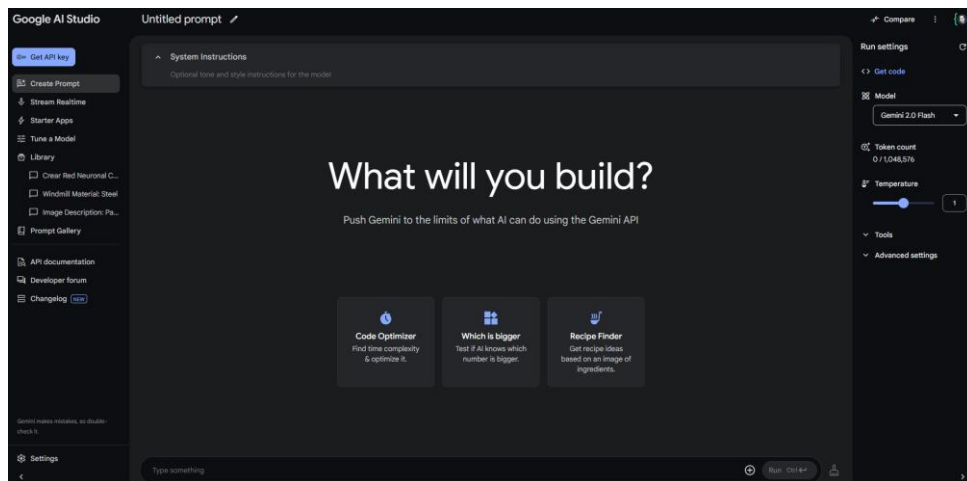 Google AI Studio
Untitled prompt
Compare
Get API key
Create Prompt
Stream Realtime
Starter Apps
Tune a Model
Library
Crear Red Neuronal C...
Windmill Material: Steel
Image Description: Pa...
Prompt Gallery
API documentation
Developer forum
Changelog NEW
Gemini makes mistakes, so double-
check it.
Settings
System Instructions
Optional tone and style instructions for the model
What will you build?
Push Gemini to the limits of what AI can do using the Gemini API
Code Optimizer
Find time complexity
& optimize it.
Which is bigger
Test if AI knows which
number is bigger.
Recipe Finder
Get recipe ideas
based on an image of
ingredients.
Type something
Run Ctrl
Run settings
Get code
Model
Gemini 2.0 Flash
Token count
0 / 1,048,576
Temperature
1
Tools
Advanced settings